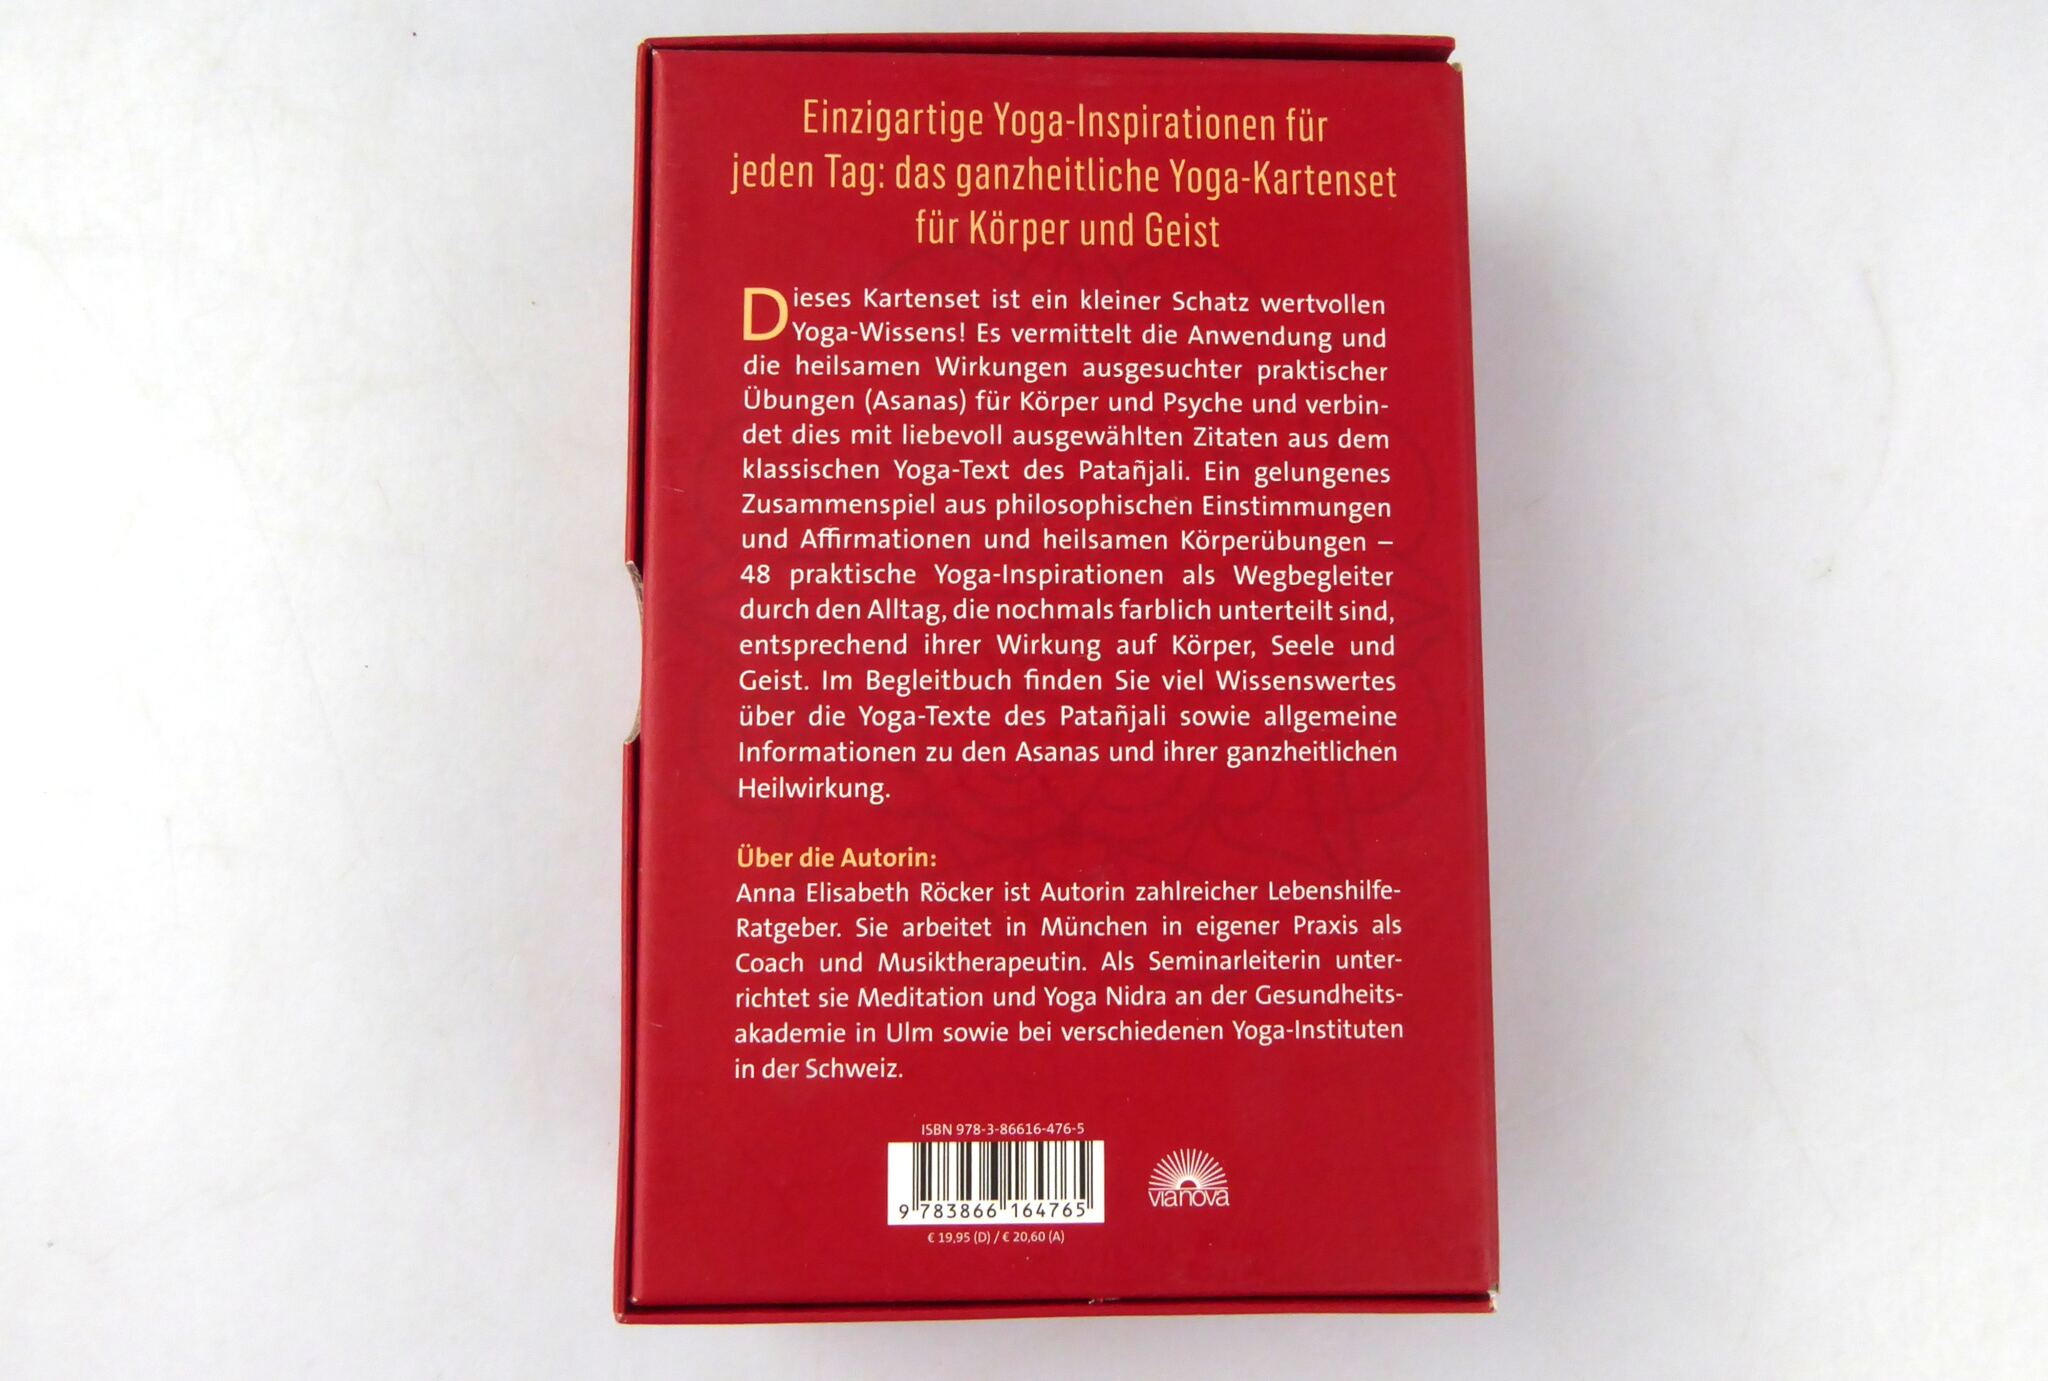 Einzigartige Yoga-Inspirationen für
jeden Tag: das ganzheitliche Yoga-Kartenset
für Körper und Geist
Dieses Kartenset ist ein kleiner Schatz wertvollen
Yoga-Wissens! Es vermittelt die Anwendung und
die heilsamen Wirkungen ausgesuchter praktischer
Übungen (Asanas) für Körper und Psyche und verbin-
det dies mit liebevoll ausgewählten Zitaten aus dem
klassischen Yoga-Text des Patañjali. Ein gelungenes
Zusammenspiel aus philosophischen Einstimmungen
und Affirmationen und heilsamen Körperübungen –
48 praktische Yoga-Inspirationen als Wegbegleiter
durch den Alltag, die nochmals farblich unterteilt sind,
entsprechend ihrer Wirkung auf Körper, Seele und
Geist. Im Begleitbuch finden Sie viel Wissenswertes
über die Yoga-Texte des Patañjali sowie allgemeine
Informationen zu den Asanas und ihrer ganzheitlichen
Heilwirkung.
Über die Autorin:
Anna Elisabeth Röcker ist Autorin zahlreicher Lebenshilfe-
Ratgeber. Sie arbeitet in München in eigener Praxis als
Coach und Musiktherapeutin. Als Seminarleiterin unter-
richtet sie Meditation und Yoga Nidra an der Gesundheits-
akademie in Ulm sowie bei verschiedenen Yoga-Instituten
in der Schweiz.
ISBN 978-3-86616-476-5
9 783866 164765
€ 19,95 (D) / € 20,60 (A)
vianova